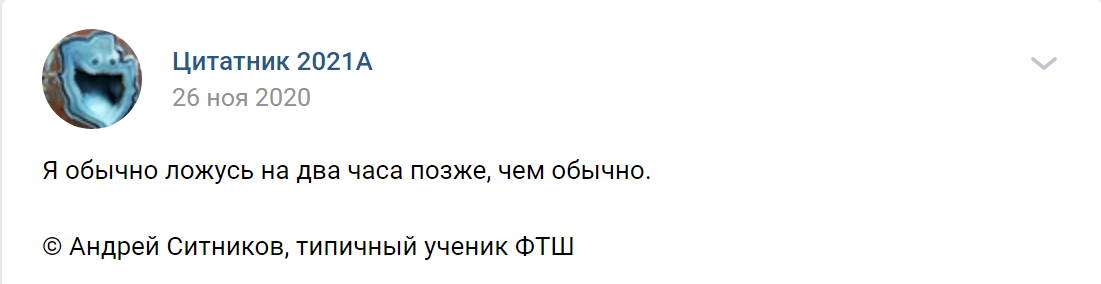 Цитатник 2021А
26 ноя 2020
Я обычно ложусь на два часа позже, чем обычно.
© Андрей Ситников, типичный ученик ФТШ